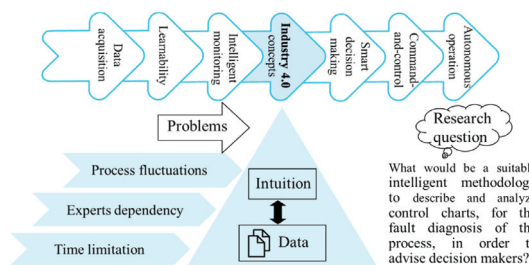 Data
acquisition
Learnability
Intelligent
monitoring
Industry 4.0
concepts
Smart
decision
making
Command-
and-control
Autonomous
operation
Problems
Process fluctuations
Experts dependency
Time limitation
Intuition
Data
Research
question
What would be a suitabl
intelligent methodolog
to describe and analyz
control charts, for th
fault diagnosis of th
process, in order t
advise decision makers?